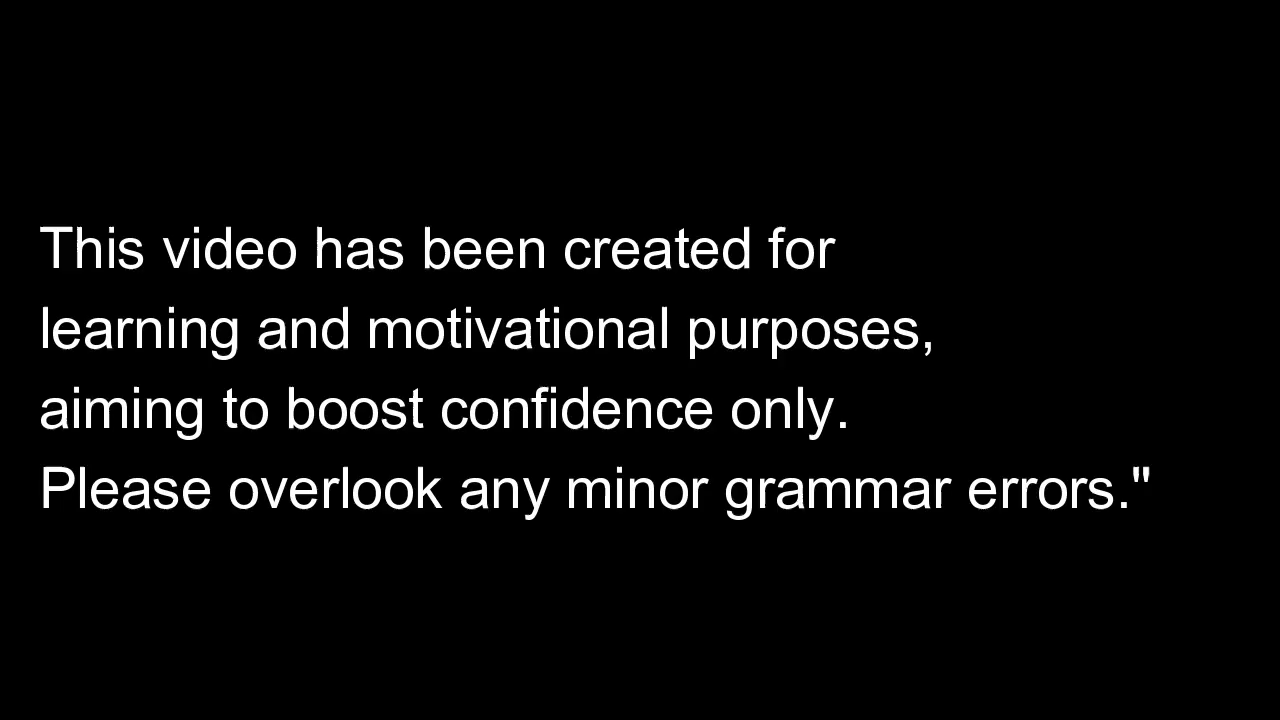 This video has been created for
learning and motivational purposes,
aiming to boost confidence only.
Please overlook any minor grammar errors."